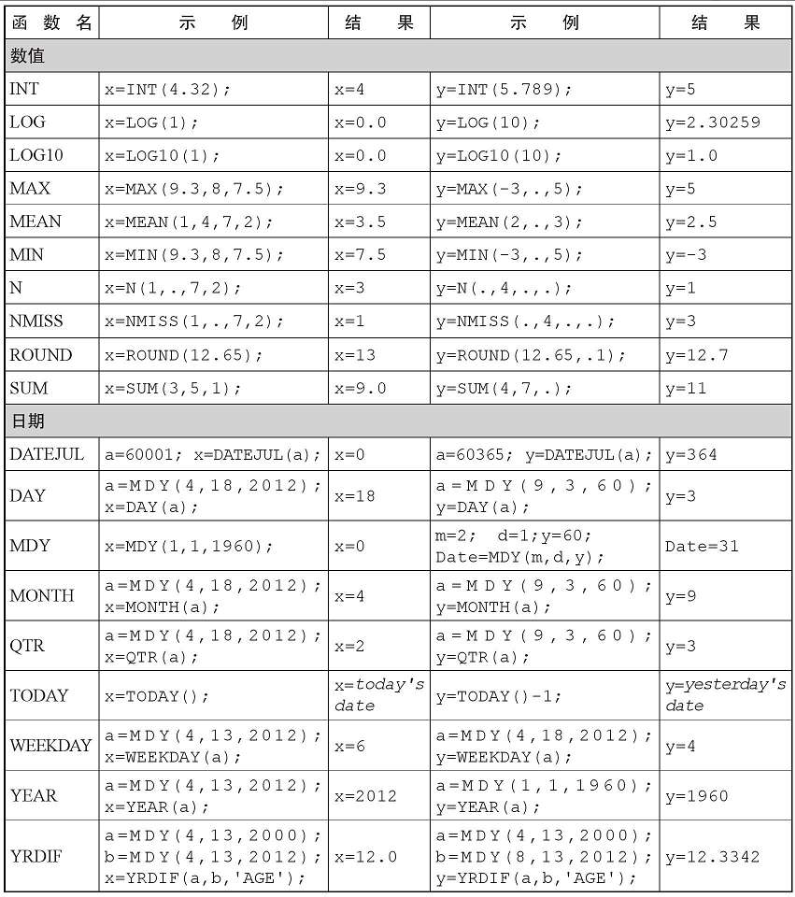 函 数 名 示 例 结 果 示 例 结 果
数值
INT x=INT(4.32); x=4 y=INT(5.789); y=5
LOG x=LOG(1); x=0.0 y=LOG(10); y=2.30259
LOG10 x=LOG10(1); x=0.0 y=LOG10(10); y=1.0
MAX x=MAX(9.3,8,7.5); x=9.3 y=MAX(-3,.,5); y=5
MEAN x=MEAN(1,4,7,2); x=3.5 y=MEAN(2,.,3); y=2.5
MIN x=MIN(9.3,8,7.5); x=7.5 y=MIN(-3,.,5); y=-3
N x=N(1,.,7,2); x=3 y=N(.,4,.,.); y=1
NMISS x=NMISS(1,.,7,2); x=1 y=NMISS(.,4,.,.); y=3
ROUND x=ROUND(12.65); x=13 y=ROUND(12.65,.1); y=12.7
SUM x=SUM(3,5,1); x=9.0 y=SUM(4,7,.); y=11
日期
DATEJUL a=60001; x=DATEJUL(a); x=0 a=60365; y=DATEJUL(a); y=364
DAY
a=MDY(4,18,2012);
x=DAY(a);
x=18
a=MDY(9,3,60);
y=DAY(a);
y=3
MDY x=MDY(1,1,1960); x=0
m=2; d=1;y=60;
Date=MDY(m,d,y);
Date=31
MONTH
a=MDY(4,18,2012);
x=MONTH(a);
x=4
a=MDY(9,3,60);
y=MONTH(a);
y=9
QTR
a=MDY(4,18,2012);
x=QTR(a);
x=2
a=MDY(9,3,60);
y=QTR(a);
y=3
TODAY x=TODAY();
x=today's
date
y=TODAY()-1;
y=yesterday's
date
WEEKDAY
a=MDY(4,13,2012);
x=WEEKDAY(a);
x=6
a=MDY(4,18,2012);
y=WEEKDAY(a);
y=4
YEAR
a=MDY(4,13,2012);
x=YEAR(a);
x=2012
a=MDY(1,1,1960);
y=YEAR(a);
y=1960
YRDIF
a=MDY(4,13,2000);
b=MDY(4,13,2012);
x=YRDIF(a,b,'AGE');
x=12.0
a=MDY(4,13,2000);
b=MDY(8,13,2012);
y=YRDIF(a,b,'AGE');
y=12.3342